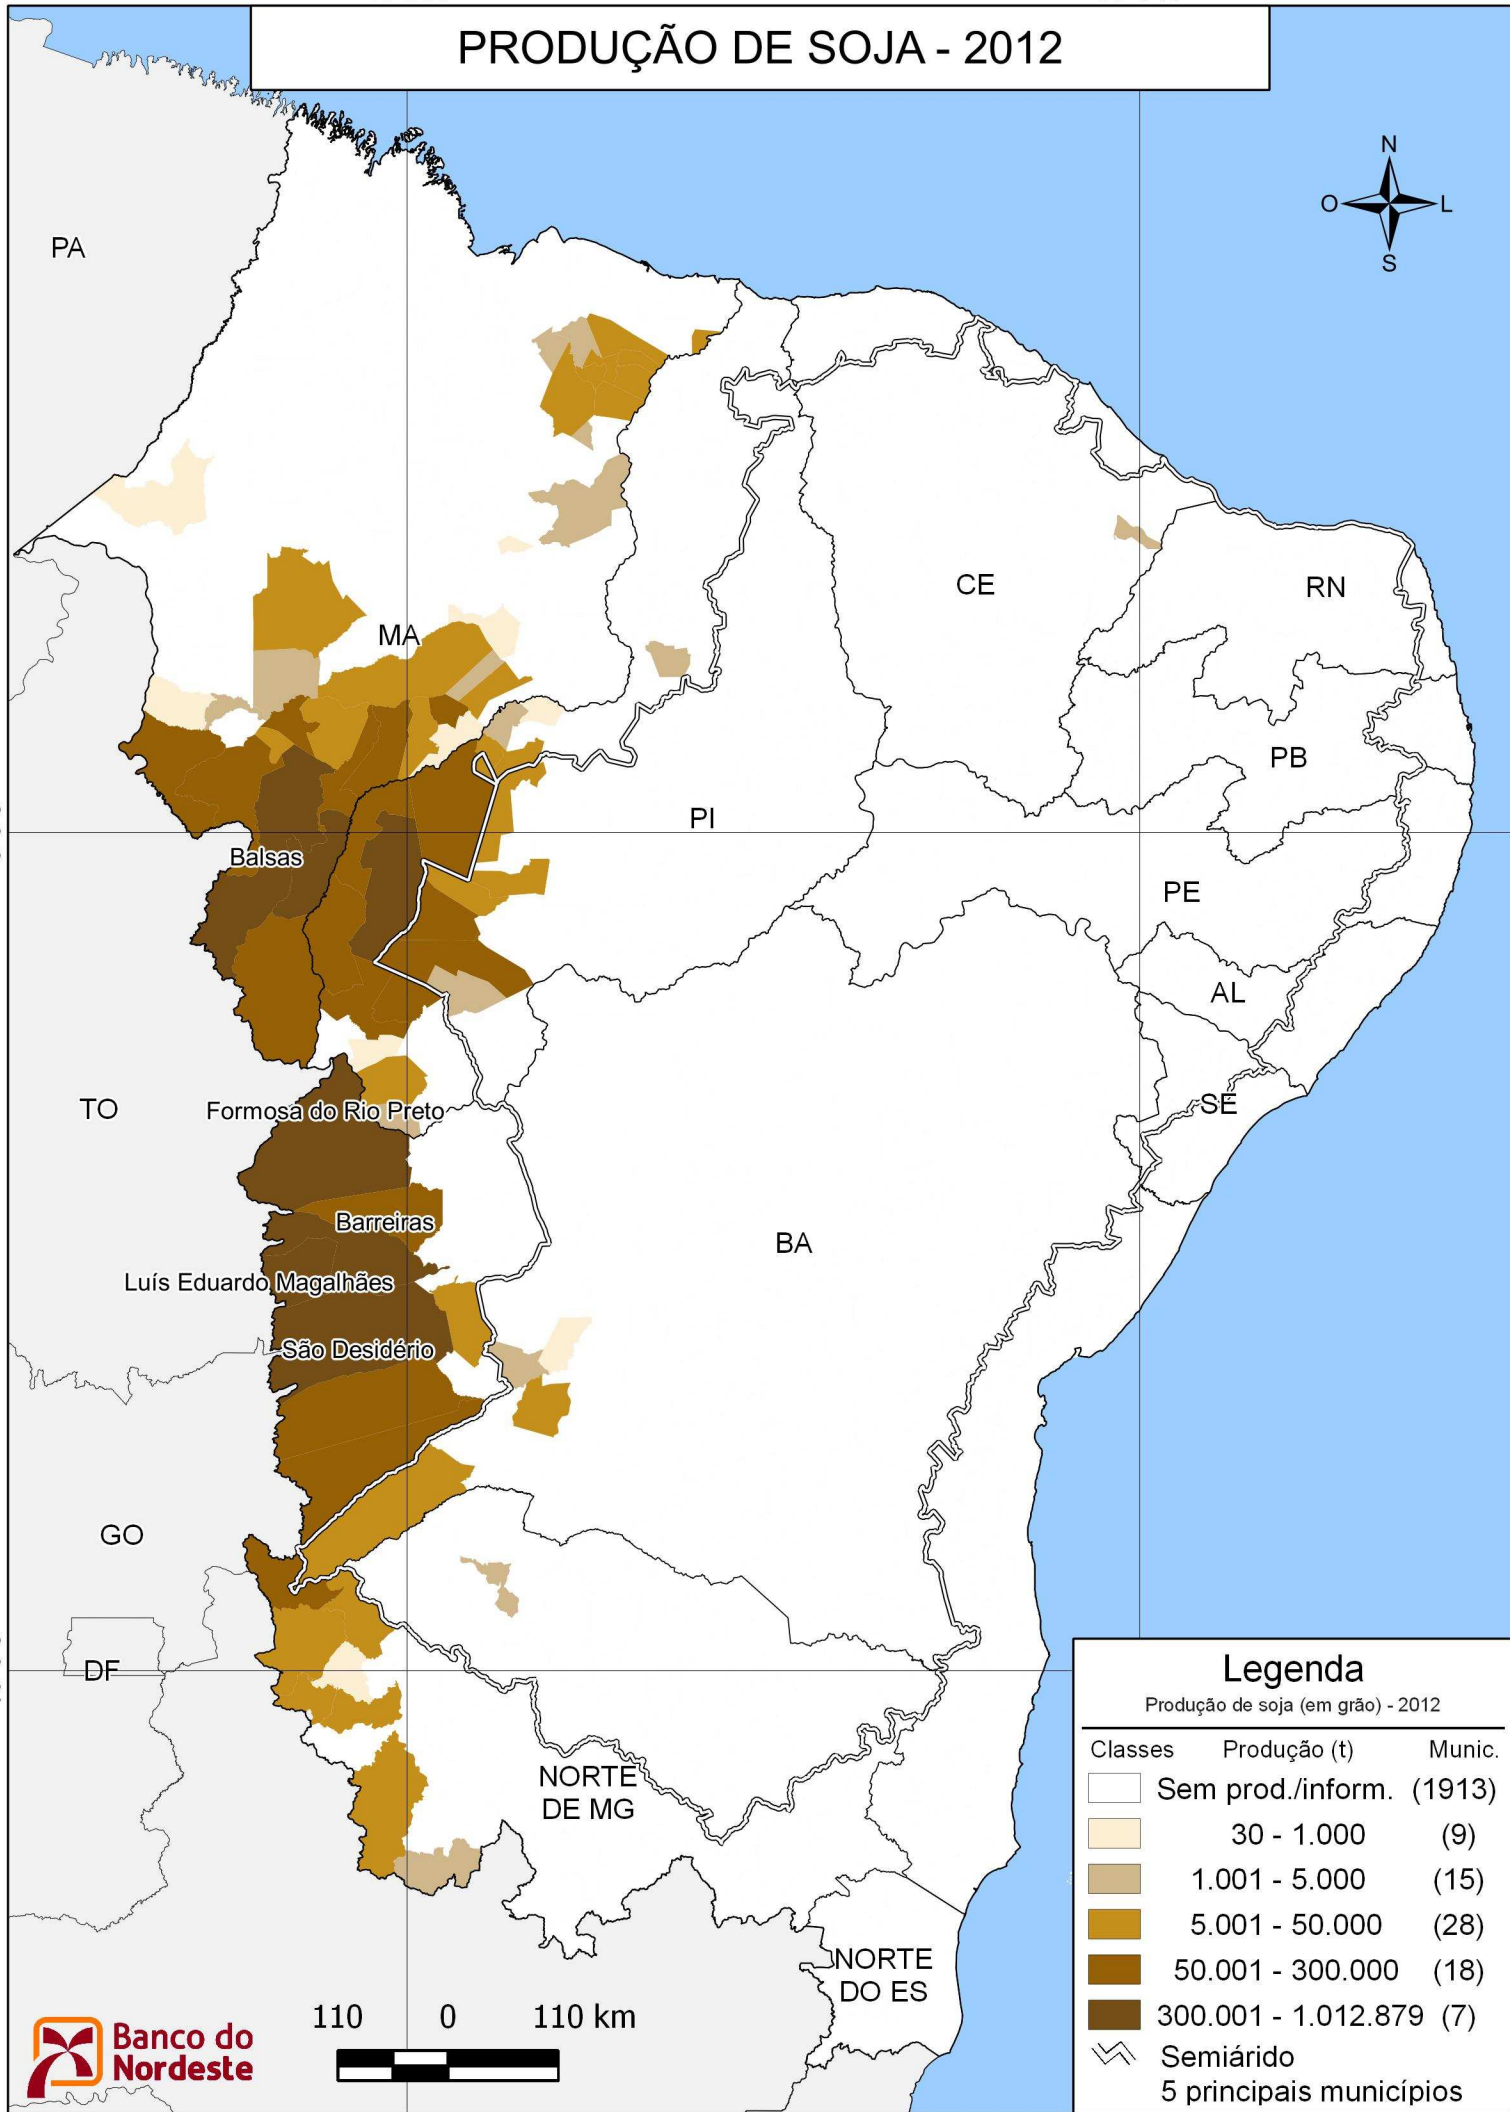 PRODUÇÃO DE SOJA - 2012
N
O
L
S
PA
CE
RN
MA
PB
PI
Balsas
PE
AL
TO
Formosa do Rio Preto
SE
Barreiras
BA
Luís Eduardo Magalhães
São Desidério
GO
DF
NORTE
DE MG
NORTE
DO ES
Legenda
Produção de soja (em grão) - 2012
Classes Produção (t) Munic.
Sem prod./inform. (1913)
30 - 1.000 (9)
1.001 - 5.000 (15)
5.001 - 50.000 (28)
50.001 - 300.000 (18)
300.001 - 1.012.879 (7)
Semiárido
5 principais municípios
110 0 110 km
Banco do
Nordeste